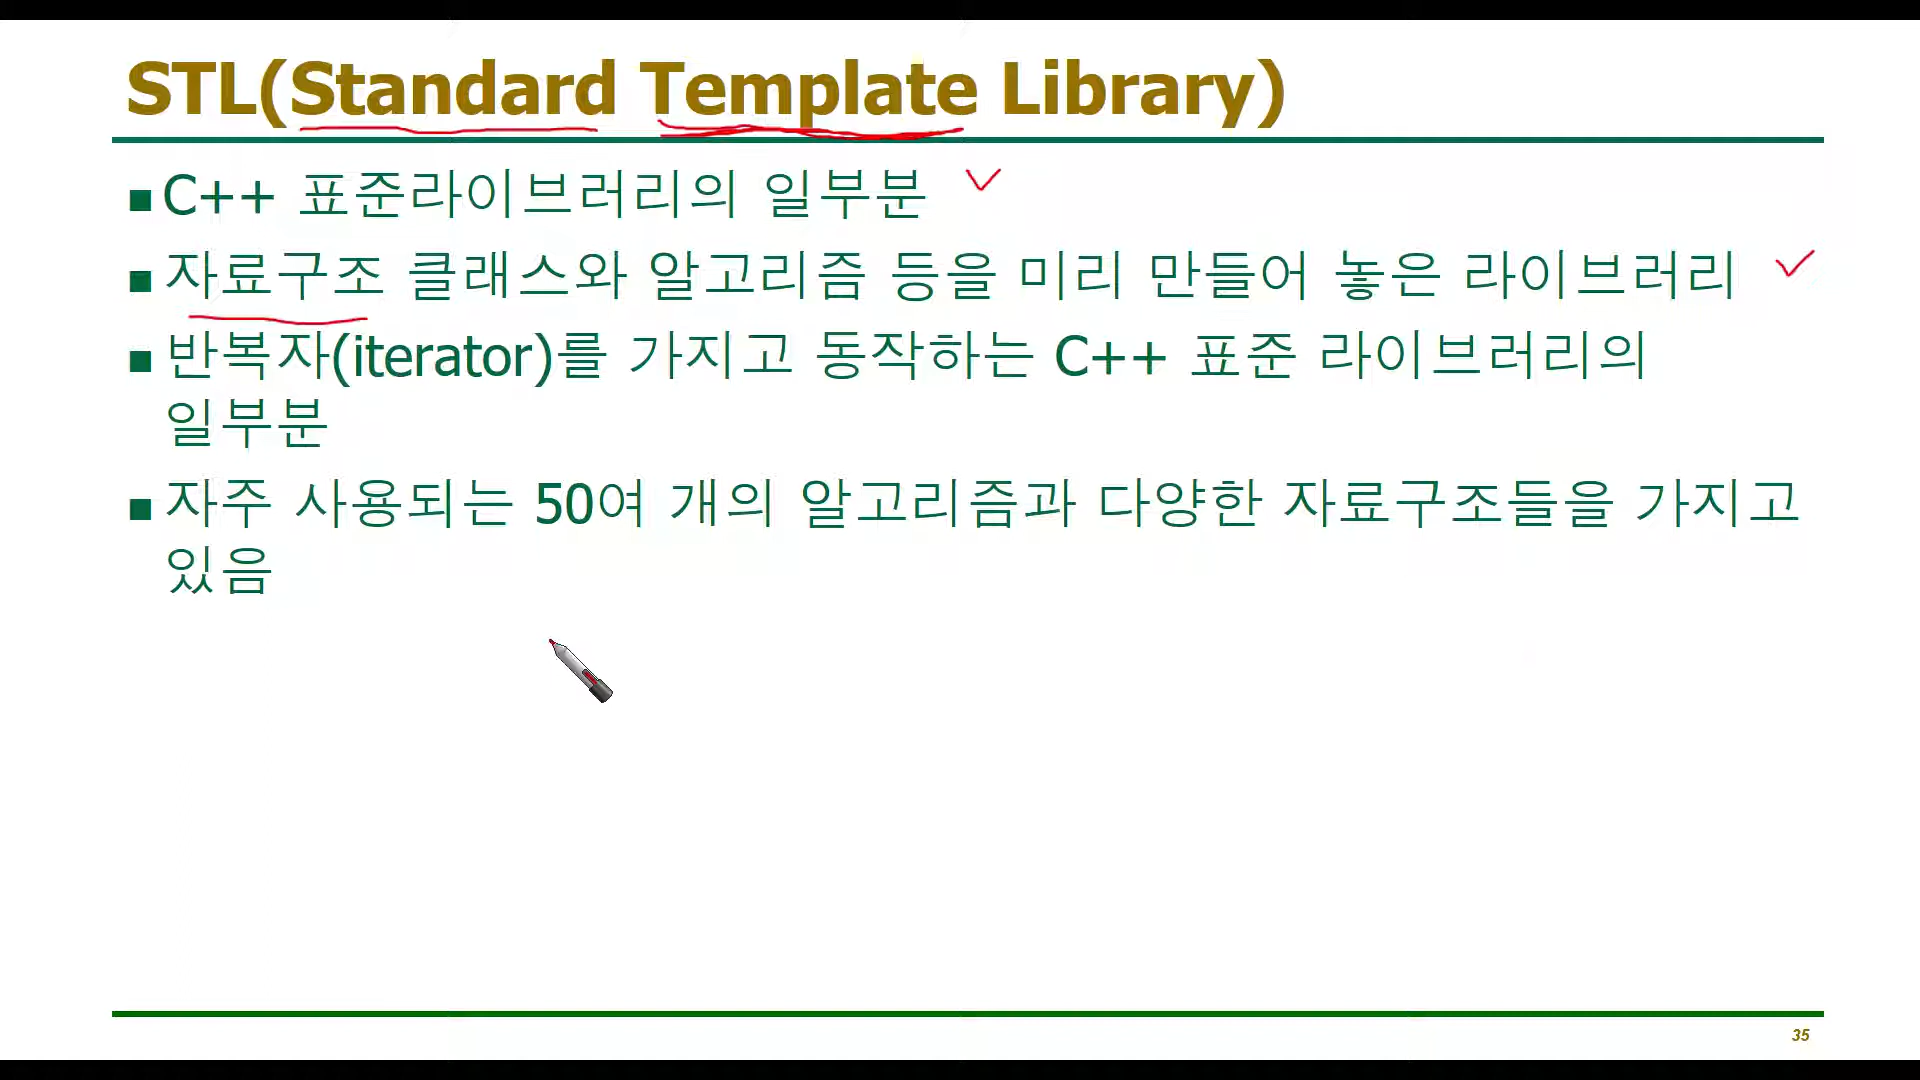 STL(Standard Template Library)
■ C++ 표준라이브러리의 일부분
■ 자료구조 클래스와 알고리즘 등을 미리 만들어 놓은 라이브러리
■ 반복자(iterator)를 가지고 동작하는 C++ 표준 라이브러리의
일부분
■ 자주 사용되는 50여 개의 알고리즘과 다양한 자료구조들을 가지고
있음
35